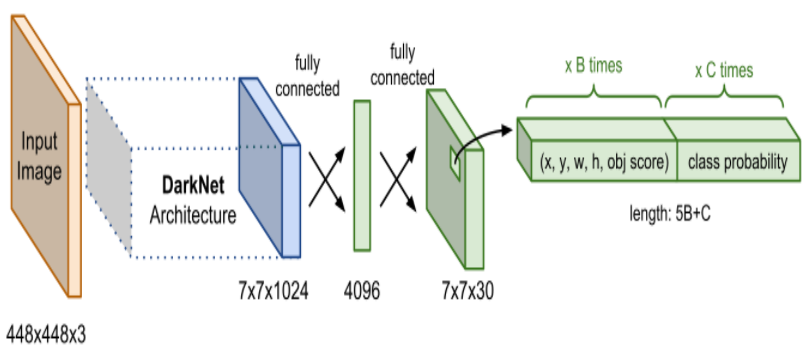 Input
Image
DarkNet
Architecture
fully
connected
fully
connected
x B times
x C times
(x, y, w, h, obj score)
class probability
length: 5B+C
7x7x1024
4096
7x7x30
448x448x3